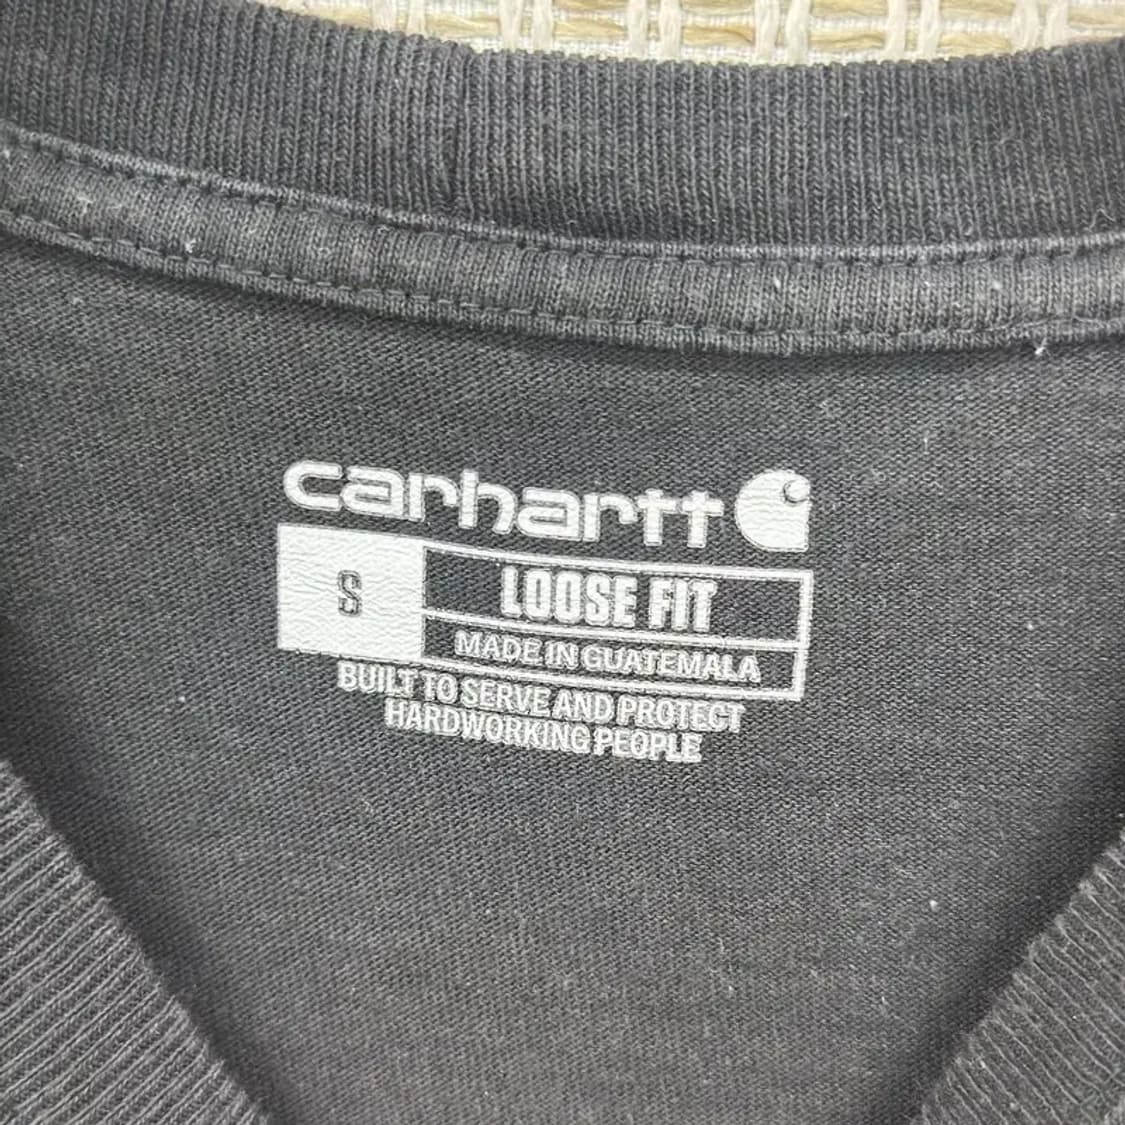 carhartt
S
LOOSE FIT
MADE IN GUATEMALA
BUILT TO SERVE AND PROTECT
HARDWORKING PEOPLE